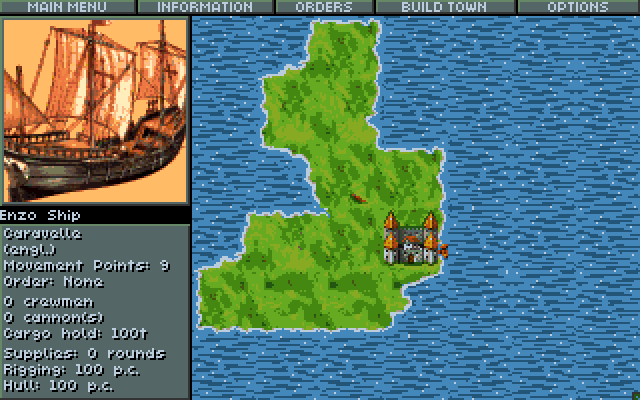 MAIN MENU
INFORMATION
ORDERS
BUILD TOWN
OPTIONS
Enzo Ship
Caravelle
(engl.)
Movement Points: 9
Order: None
0 crewmen
0 cannon(s)
Cargo hold: 100t
Supplies: 0 rounds
Rigging: 100 p.c.
Hull: 100 p.c.